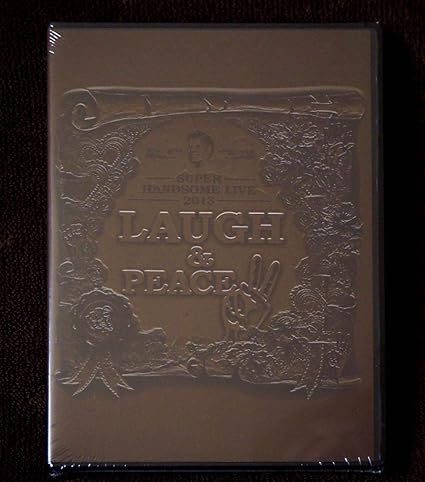 SUPER
HANDSOME LIVE
2013
LAUGH
&
PEACE